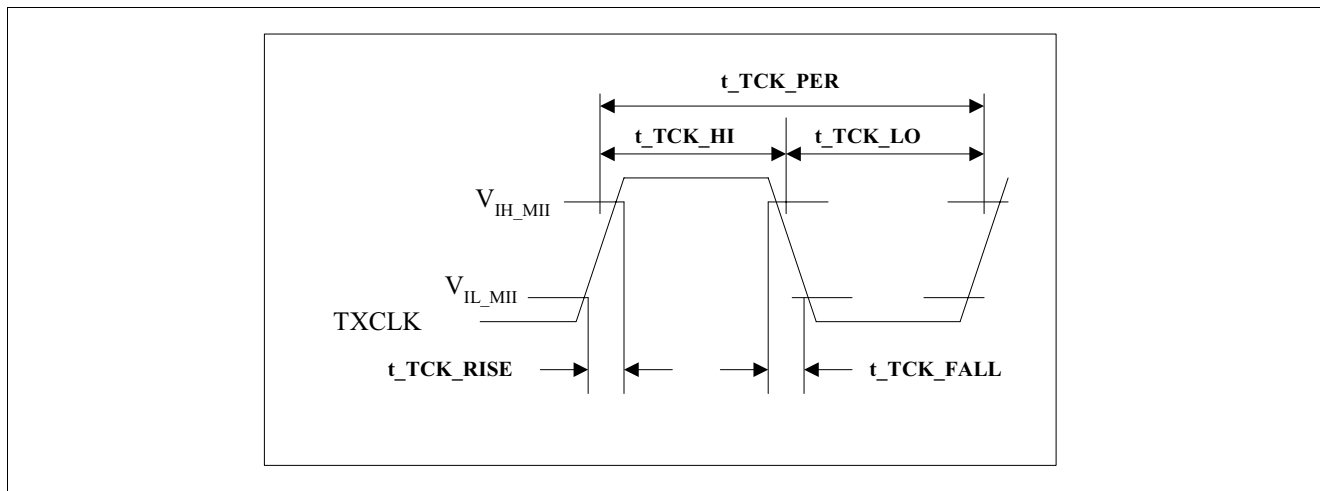 t_TCK_PER
t_TCK_HI
t_TCK_LO
V_IH_MII
V_IL_MII
TXCLK
t_TCK_RISE
t_TCK_FALL